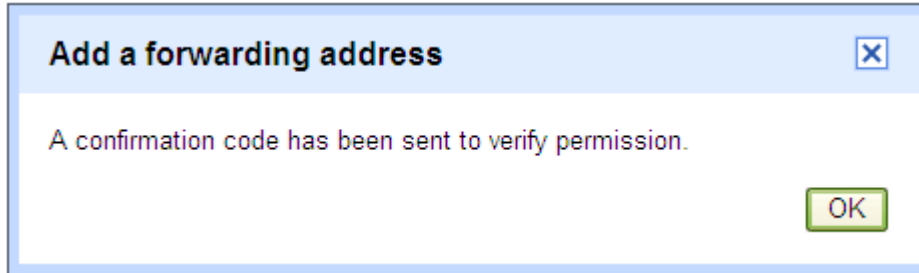 Add a forwarding address
A confirmation code has been sent to verify permission.
OK